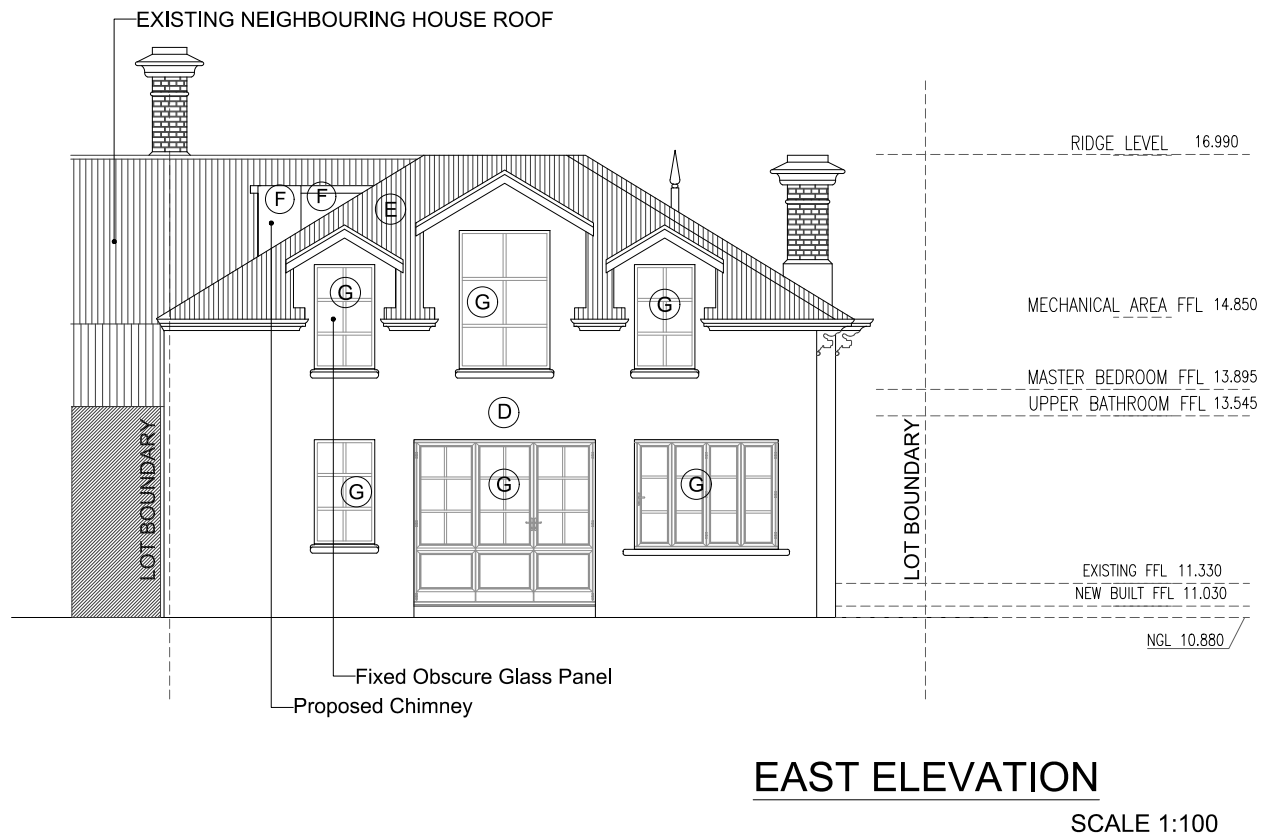 EXISTING NEIGHBOURING HOUSE ROOF
RIDGE LEVEL 16.990
F
F
E
G
G
G
MECHANICAL AREA FFL 14.850
MASTER BEDROOM FFL 13.895
UPPER BATHROOM FFL 13.545
D
LOT BOUNDARY
G
G
G
LOT BOUNDARY
EXISTING FFL 11.330
NEW BUILT FFL 11.030
NGL 10.880
Fixed Obscure Glass Panel
Proposed Chimney
EAST ELEVATION
SCALE 1:100